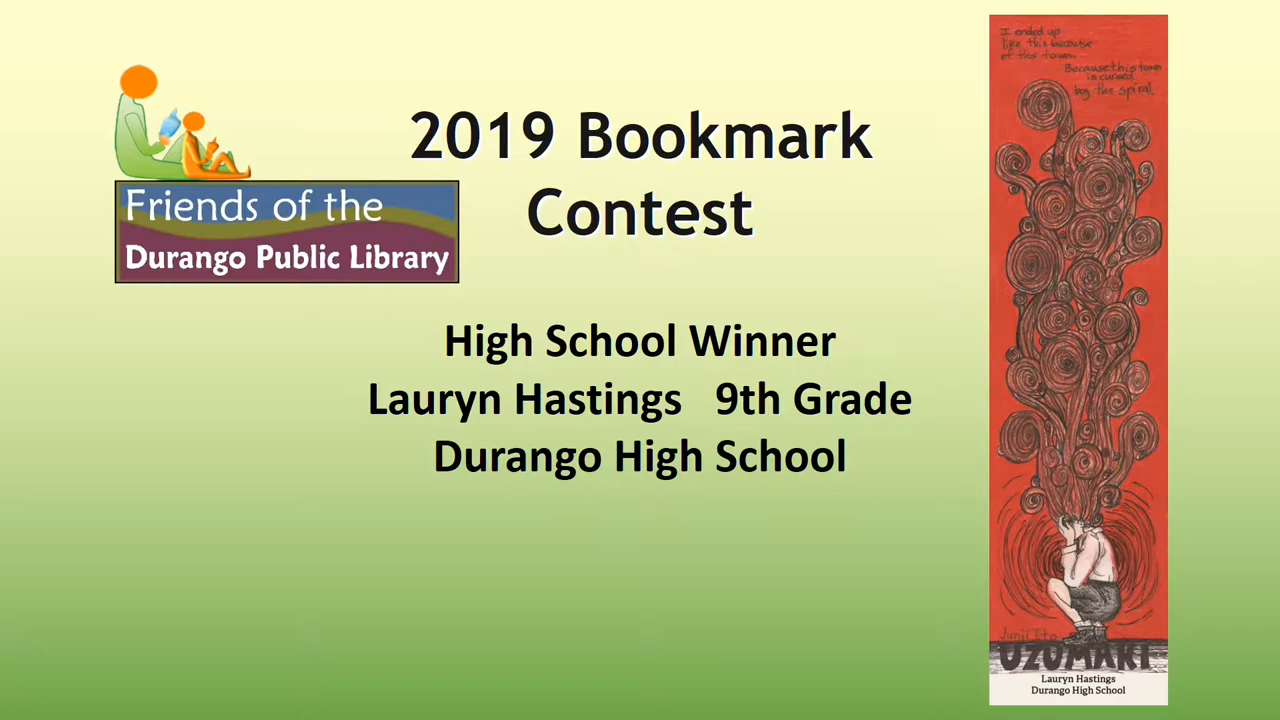 Friends of the
Durango Public Library
2019 Bookmark
Contest
High School Winner
Lauryn Hastings 9th Grade
Durango High School
I ended up
like this because
of this town.
Because this town
is cursed
by the spiral.
Junji Ito
UZUMAKI
Lauryn Hastings
Durango High School